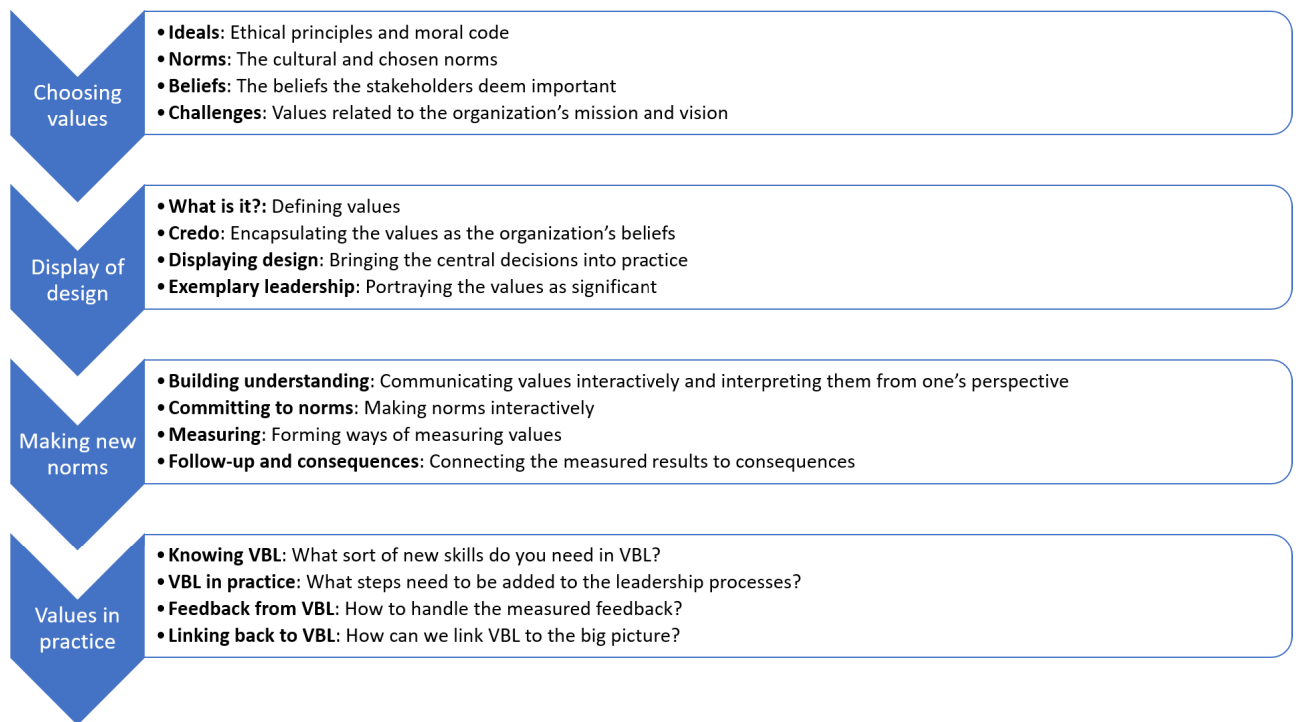 Choosing
values
• Ideals: Ethical principles and moral code
• Norms: The cultural and chosen norms
• Beliefs: The beliefs the stakeholders deem important
• Challenges: Values related to the organization’s mission and vision
Display of
design
• What is it?: Defining values
• Credo: Encapsulating the values as the organization’s beliefs
• Displaying design: Bringing the central decisions into practice
• Exemplary leadership: Portraying the values as significant
Making new
norms
• Building understanding: Communicating values interactively and interpreting them from one’s perspective
• Committing to norms: Making norms interactively
• Measuring: Forming ways of measuring values
• Follow-up and consequences: Connecting the measured results to consequences
Values in
practice
• Knowing VBL: What sort of new skills do you need in VBL?
• VBL in practice: What steps need to be added to the leadership processes?
• Feedback from VBL: How to handle the measured feedback?
• Linking back to VBL: How can we link VBL to the big picture?